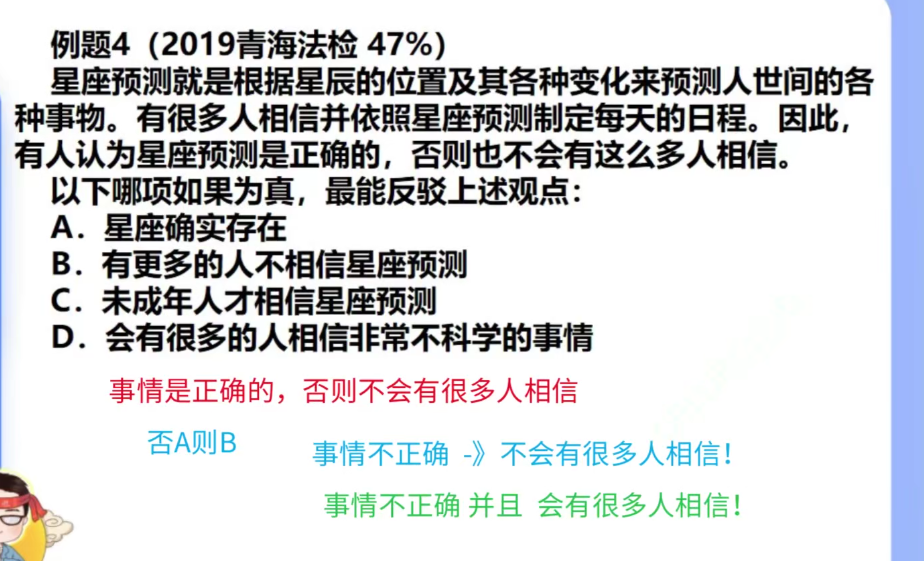 例题4（2019青海法检 47%）
星座预测就是根据星辰的位置及其各种变化来预测人世间的各
种事物。有很多人相信并依照星座预测制定每天的日程。因此，
有人认为星座预测是正确的，否则也不会有这么多人相信。
以下哪项如果为真，最能反驳上述观点：
A．星座确实存在
B．有更多的人不相信星座预测
C．未成年人才相信星座预测
D．会有很多的人相信非常不科学的事情
事情是正确的，否则不会有很多人相信
否A则B
事情不正确 -》不会有很多人相信！
事情不正确 并且 会有很多人相信！